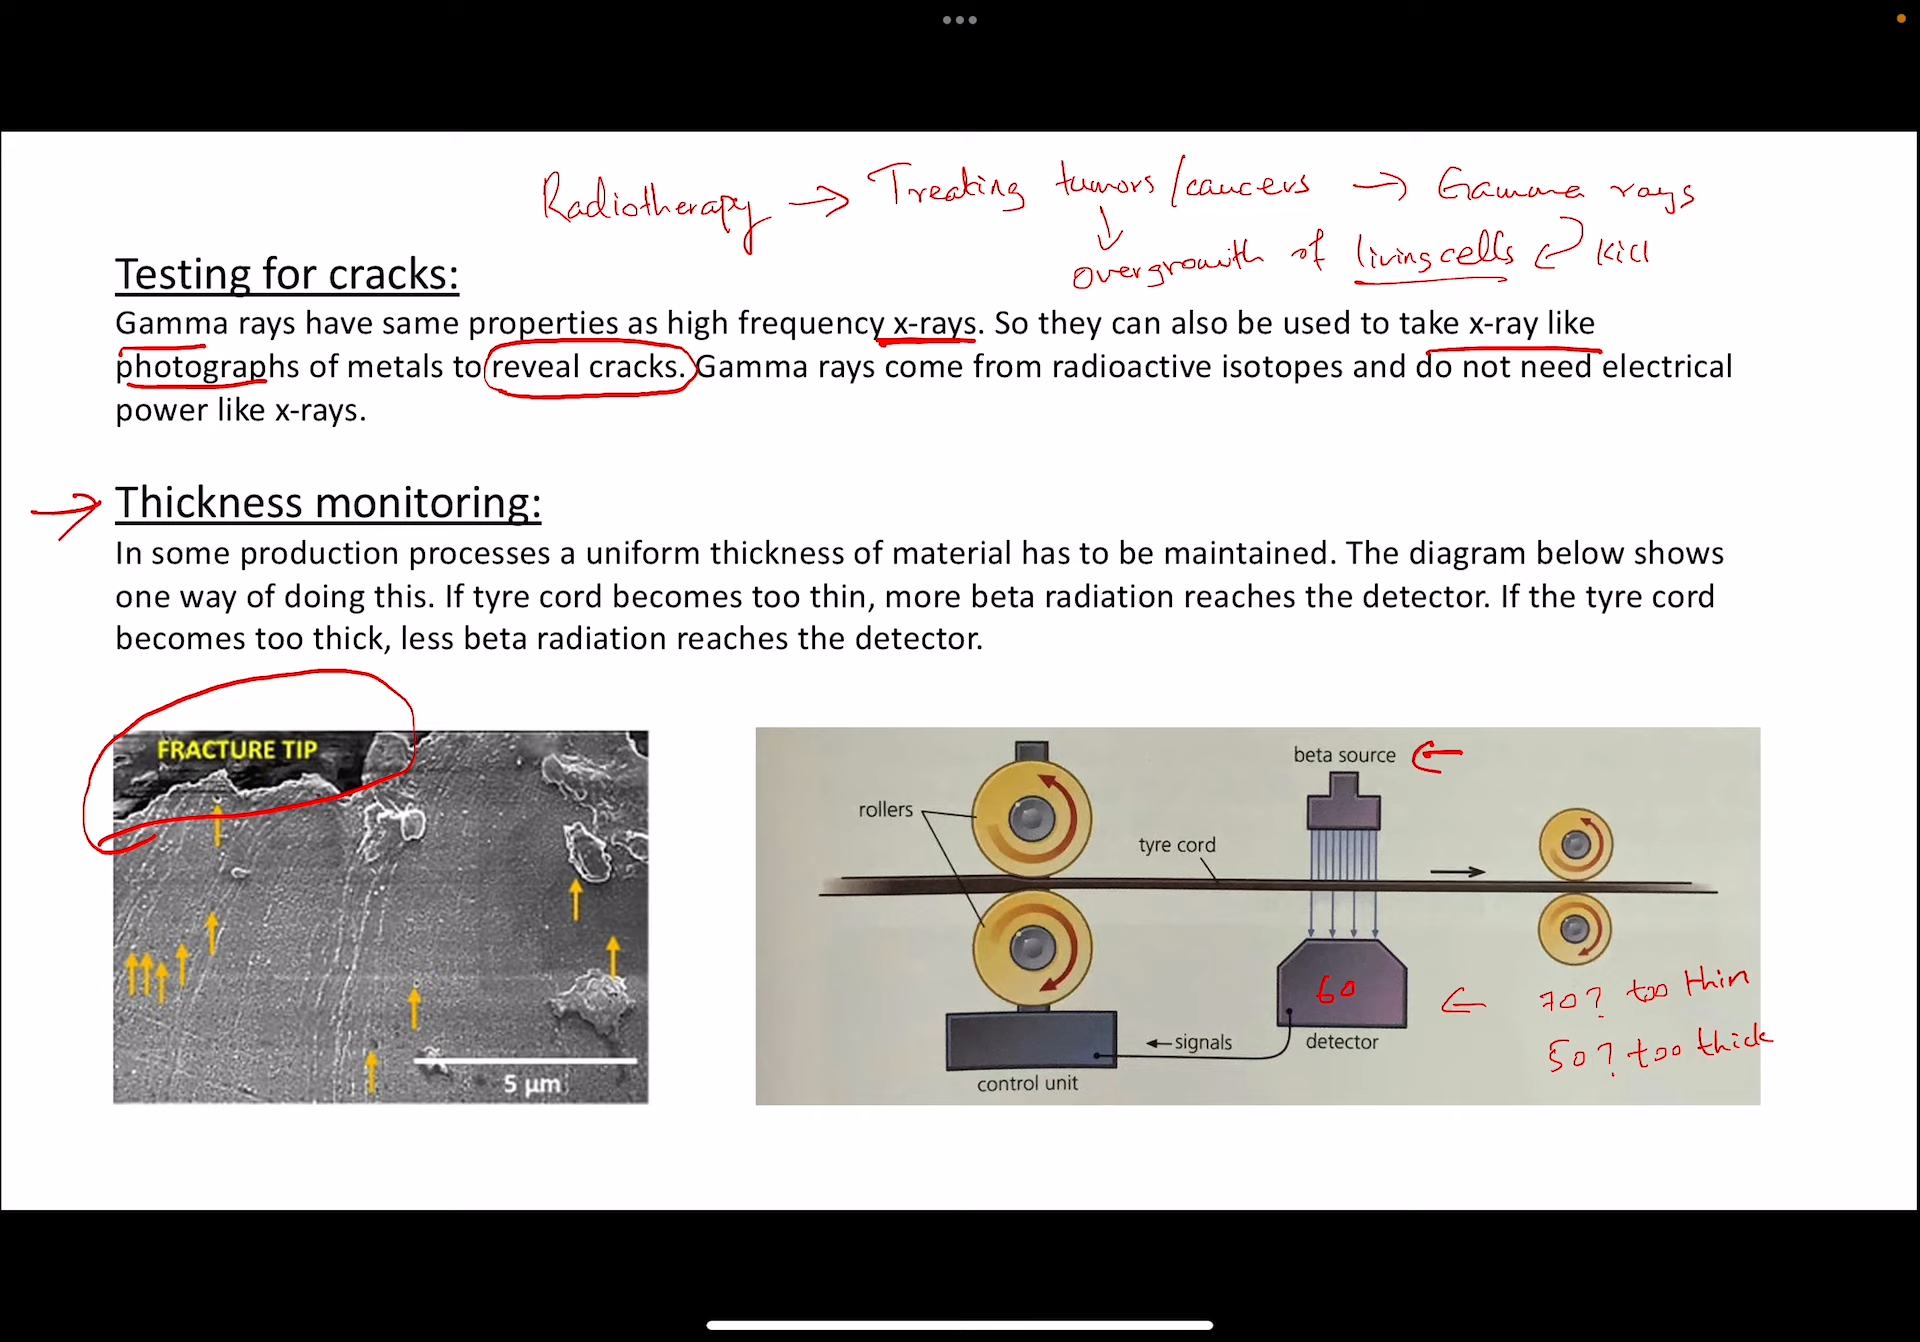 Radiotherapy → Treating tumors/cancers → Gamma rays
overgrowth of living cells kill
Testing for cracks:
Gamma rays have same properties as high frequency x-rays. So they can also be used to take x-ray like
photographs of metals to reveal cracks. Gamma rays come from radioactive isotopes and do not need electrical
power like x-rays.
Thickness monitoring:
In some production processes a uniform thickness of material has to be maintained. The diagram below shows
one way of doing this. If tyre cord becomes too thin, more beta radiation reaches the detector. If the tyre cord
becomes too thick, less beta radiation reaches the detector.
FRACTURE TIP
5 µm
beta source
rollers
tyre cord
60
70? too thin
50? too thick
signals
detector
control unit